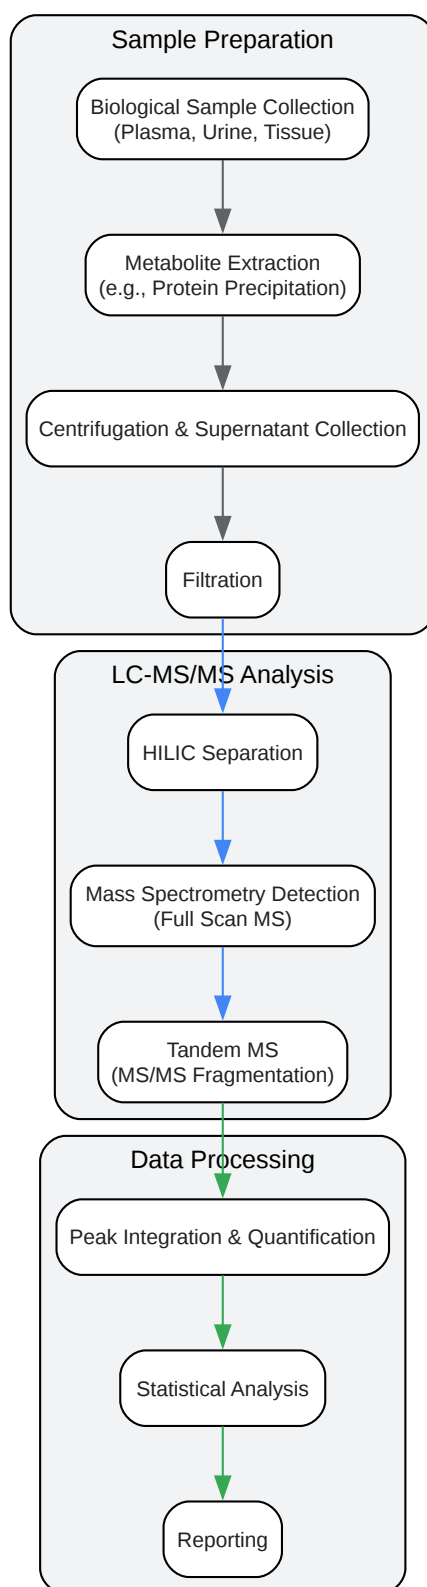 Sample Preparation
Biological Sample Collection
(Plasma, Urine, Tissue)
Metabolite Extraction
(e.g., Protein Precipitation)
Centrifugation & Supernatant Collection
Filtration
LC-MS/MS Analysis
HILIC Separation
Mass Spectrometry Detection
(Full Scan MS)
Tandem MS
(MS/MS Fragmentation)
Data Processing
Peak Integration & Quantification
Statistical Analysis
Reporting